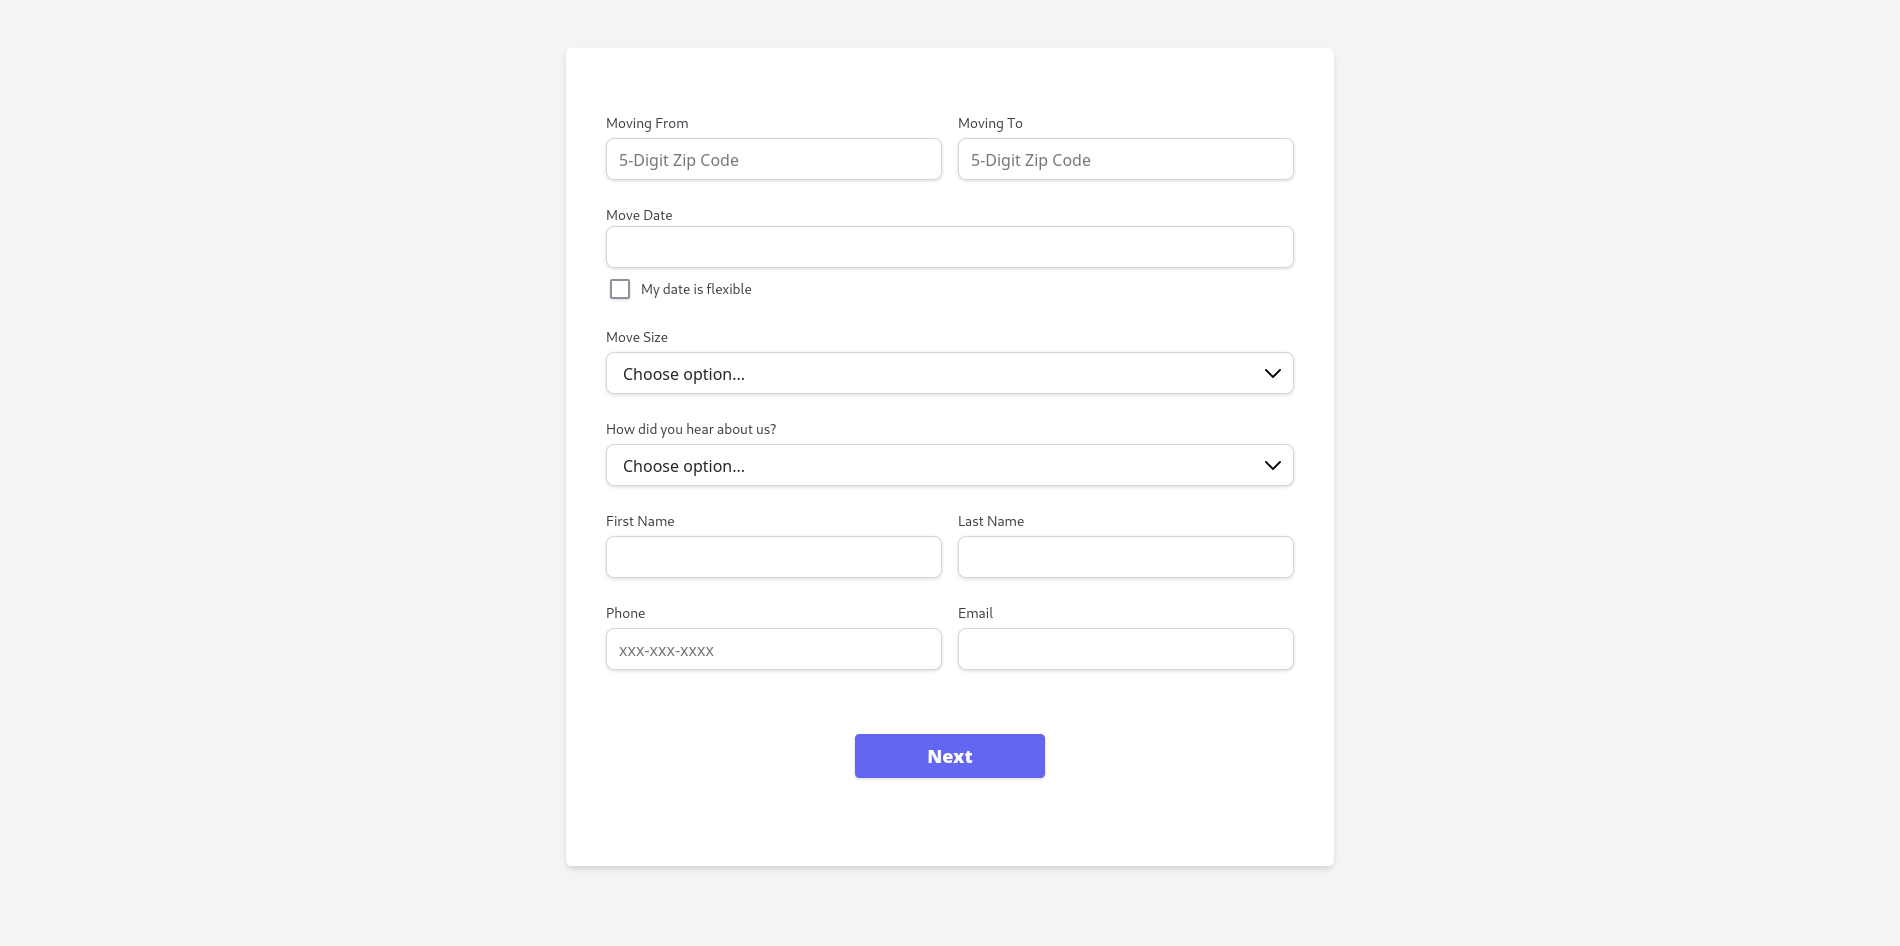 Moving From
Moving To
5-Digit Zip Code
5-Digit Zip Code
Move Date
My date is flexible
Move Size
Choose option...
How did you hear about us?
Choose option...
First Name
Last Name
Phone
Email
xxx-xxx-xxxx
Next